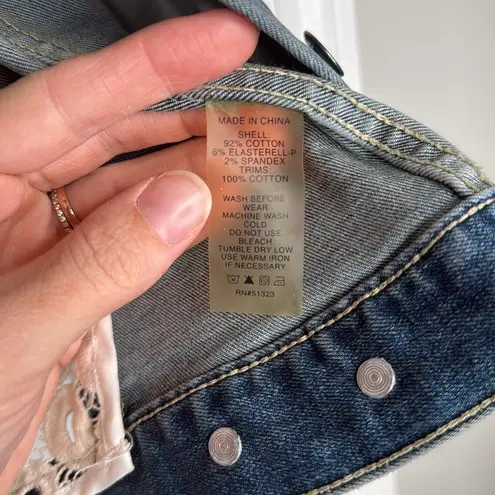 MADE IN CHINA
SHELL:
92% COTTON
6% ELASTERELL-P
2% SPANDEX
TRIMS:
100% COTTON
WASH BEFORE
WEAR
MACHINE WASH
COLD
DO NOT USE
BLEACH
TUMBLE DRY LOW
USE WARM IRON
IF NECESSARY
RN#51323